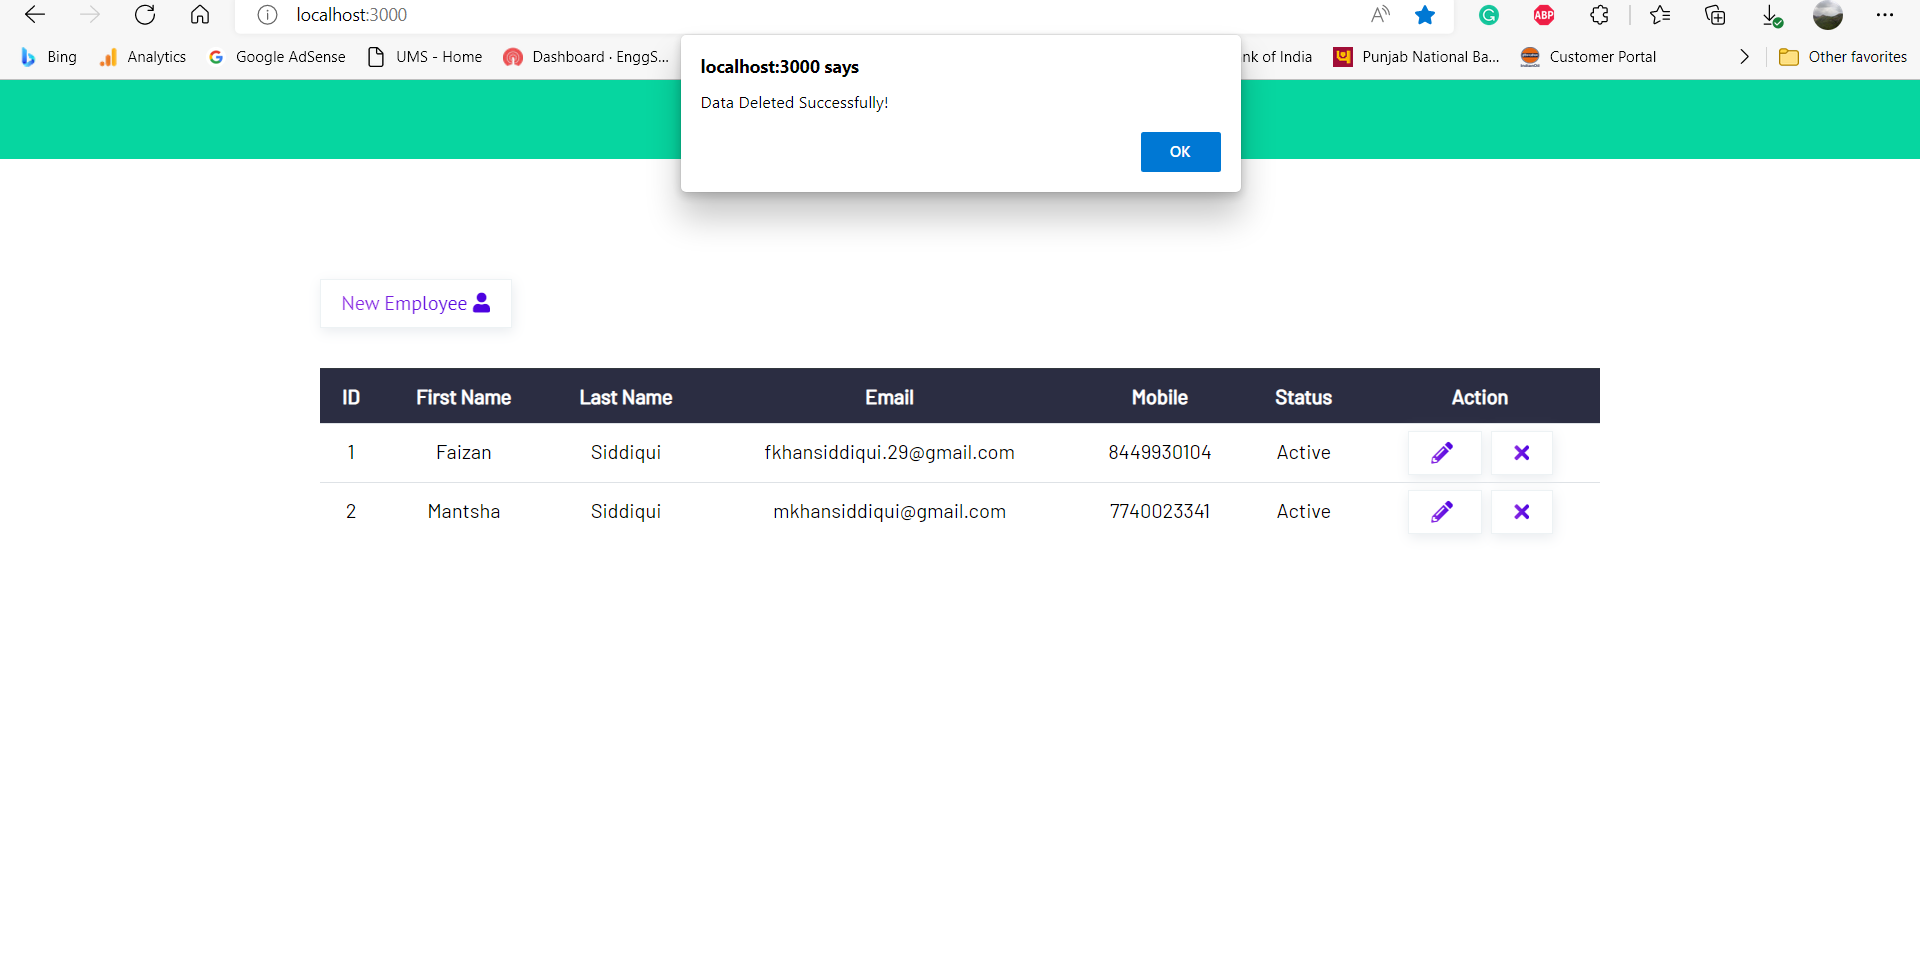 localhost:3000
Bing
Analytics
Google AdSense
UMS - Home
Dashboard · EnggS...
nk of India
Punjab National Ba...
Customer Portal
Other favorites
ABP
localhost:3000 says
Data Deleted Successfully!
OK
New Employee
ID First Name Last Name Email Mobile Status Action
1 Faizan Siddiqui fkhansiddiqui.29@gmail.com 8449930104 Active
2 Mantsha Siddiqui mkhansiddiqui@gmail.com 7740023341 Active